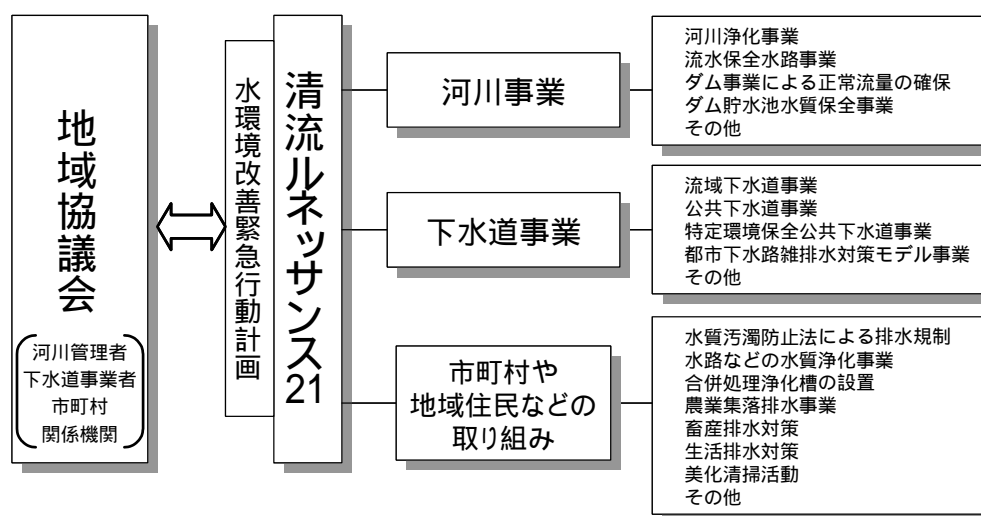 地域協議会
河川管理者
下水道事業者
市町村
関係機関
水環境改善緊急行動計画
清流ルネッサンス21
河川事業
河川浄化事業
流水保全水路事業
ダム事業による正常流量の確保
ダム貯水池水質保全事業
その他
下水道事業
流域下水道事業
公共下水道事業
特定環境保全公共下水道事業
都市下水路雑排水対策モデル事業
その他
市町村や
地域住民などの
取り組み
水質汚濁防止法による排水規制
水路などの水質浄化事業
合併処理浄化槽の設置
農業集落排水事業
畜産排水対策
生活排水対策
美化清掃活動
その他